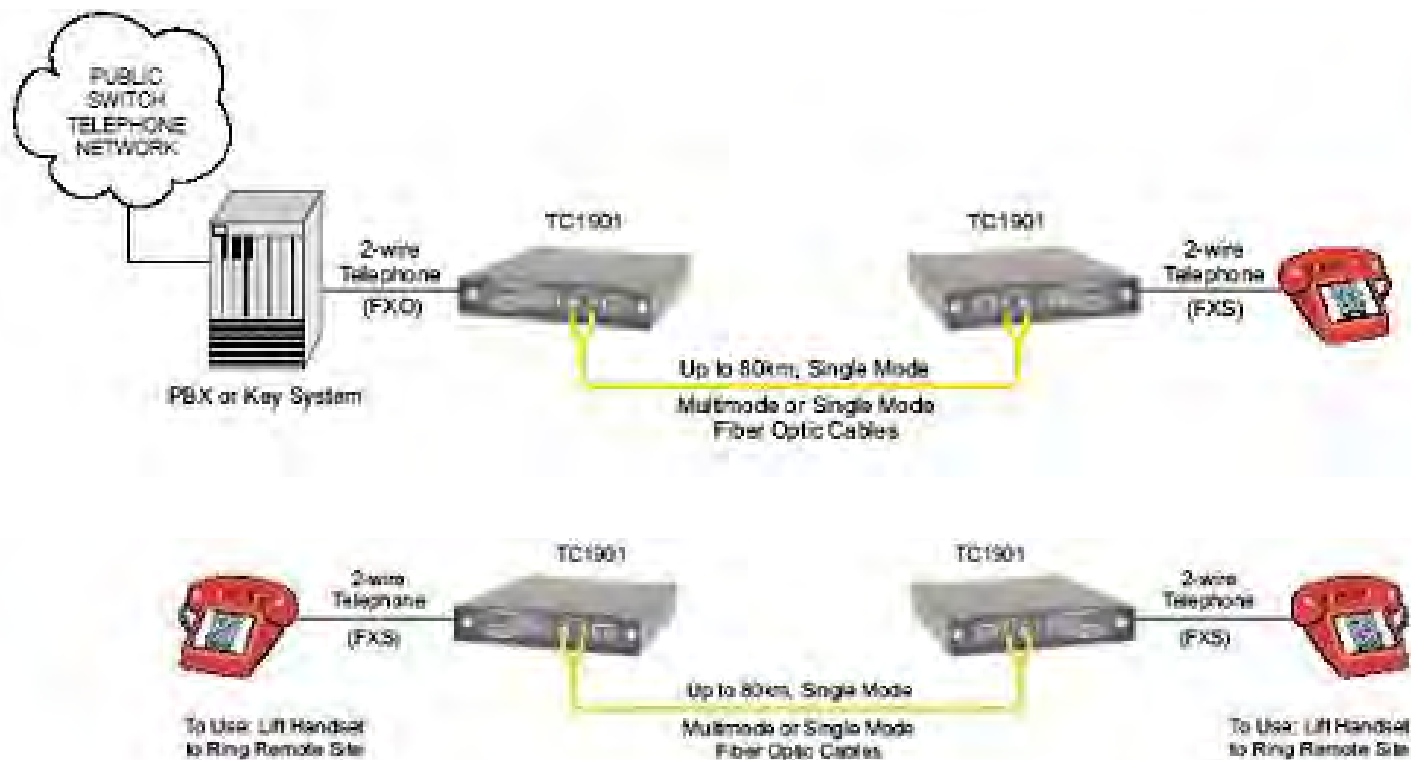 PUBLIC
SWITCH
TELEPHONE
NETWORK
TC1901
TC1901
2-wire
Telephone
(FXO)
2-wire
Telephone
(FXS)
PBX or Key System
Up to 80km, Single Mode
Multimode or Single Mode
Fiber Optic Cables
TC1901
TC1901
2-wire
Telephone
(FXS)
2-wire
Telephone
(FXS)
Up to 80km, Single Mode
Multimode or Single Mode
Fiber Optic Cables
To Use: Lift Handset
to Ring Remote Site
To Use: Lift Handset
to Ring Remote Site